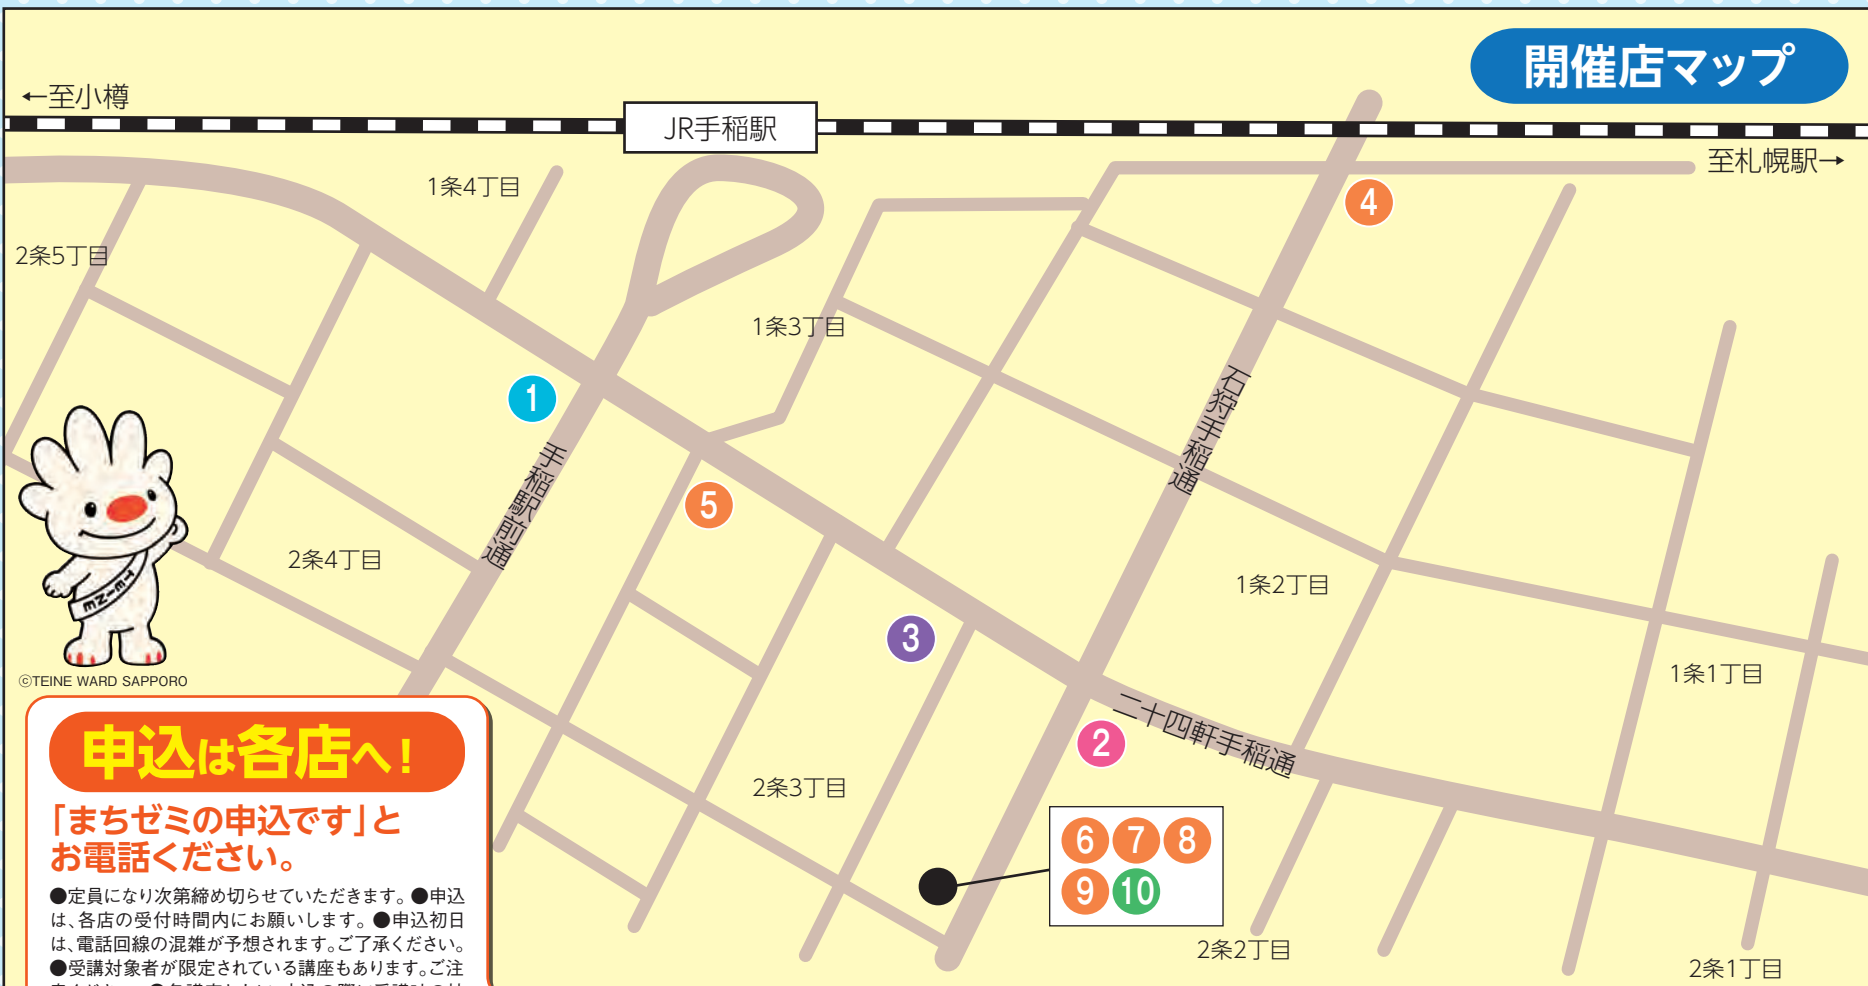 開催店マップ
←至小樽
JR手稲駅
至札幌駅→
1条4丁目
4
2条5丁目
1条3丁目
1
石狩手稲通
手稲駅前通
5
2条4丁目
1条2丁目
TEINE
3
1条1丁目
©TEINE WARD SAPPORO
二十四軒手稲通
2
2条3丁目
6 7 8
9 10
2条2丁目
2条1丁目
申込は各店へ!
「まちゼミの申込です」と
お電話ください。
●定員になり次第締め切らせていただきます。●申込
は、各店の受付時間内にお願いします。●申込初日
は、電話回線の混雑が予想されます。ご了承ください。
●受講対象者が限定されている講座もあります。ご注